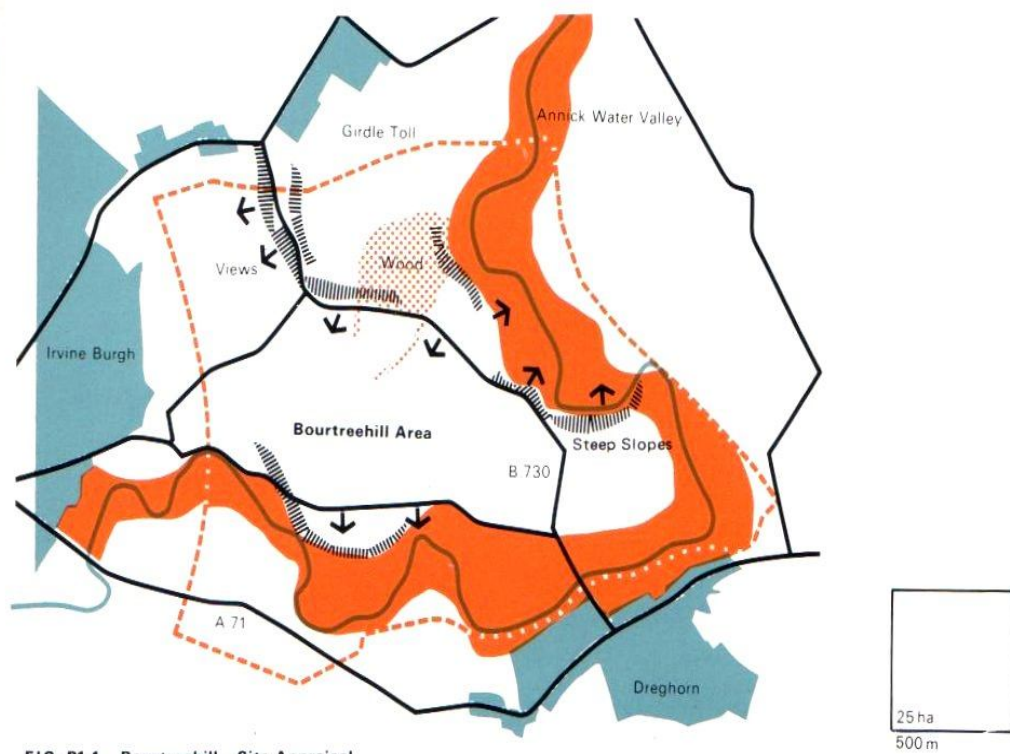 Annick Water Valley
Girdle Toll
Wood
Views
Irvine Burgh
Bourtreehill Area
Steep Slopes
B 730
A 71
Dreghorn
25 ha
500 m